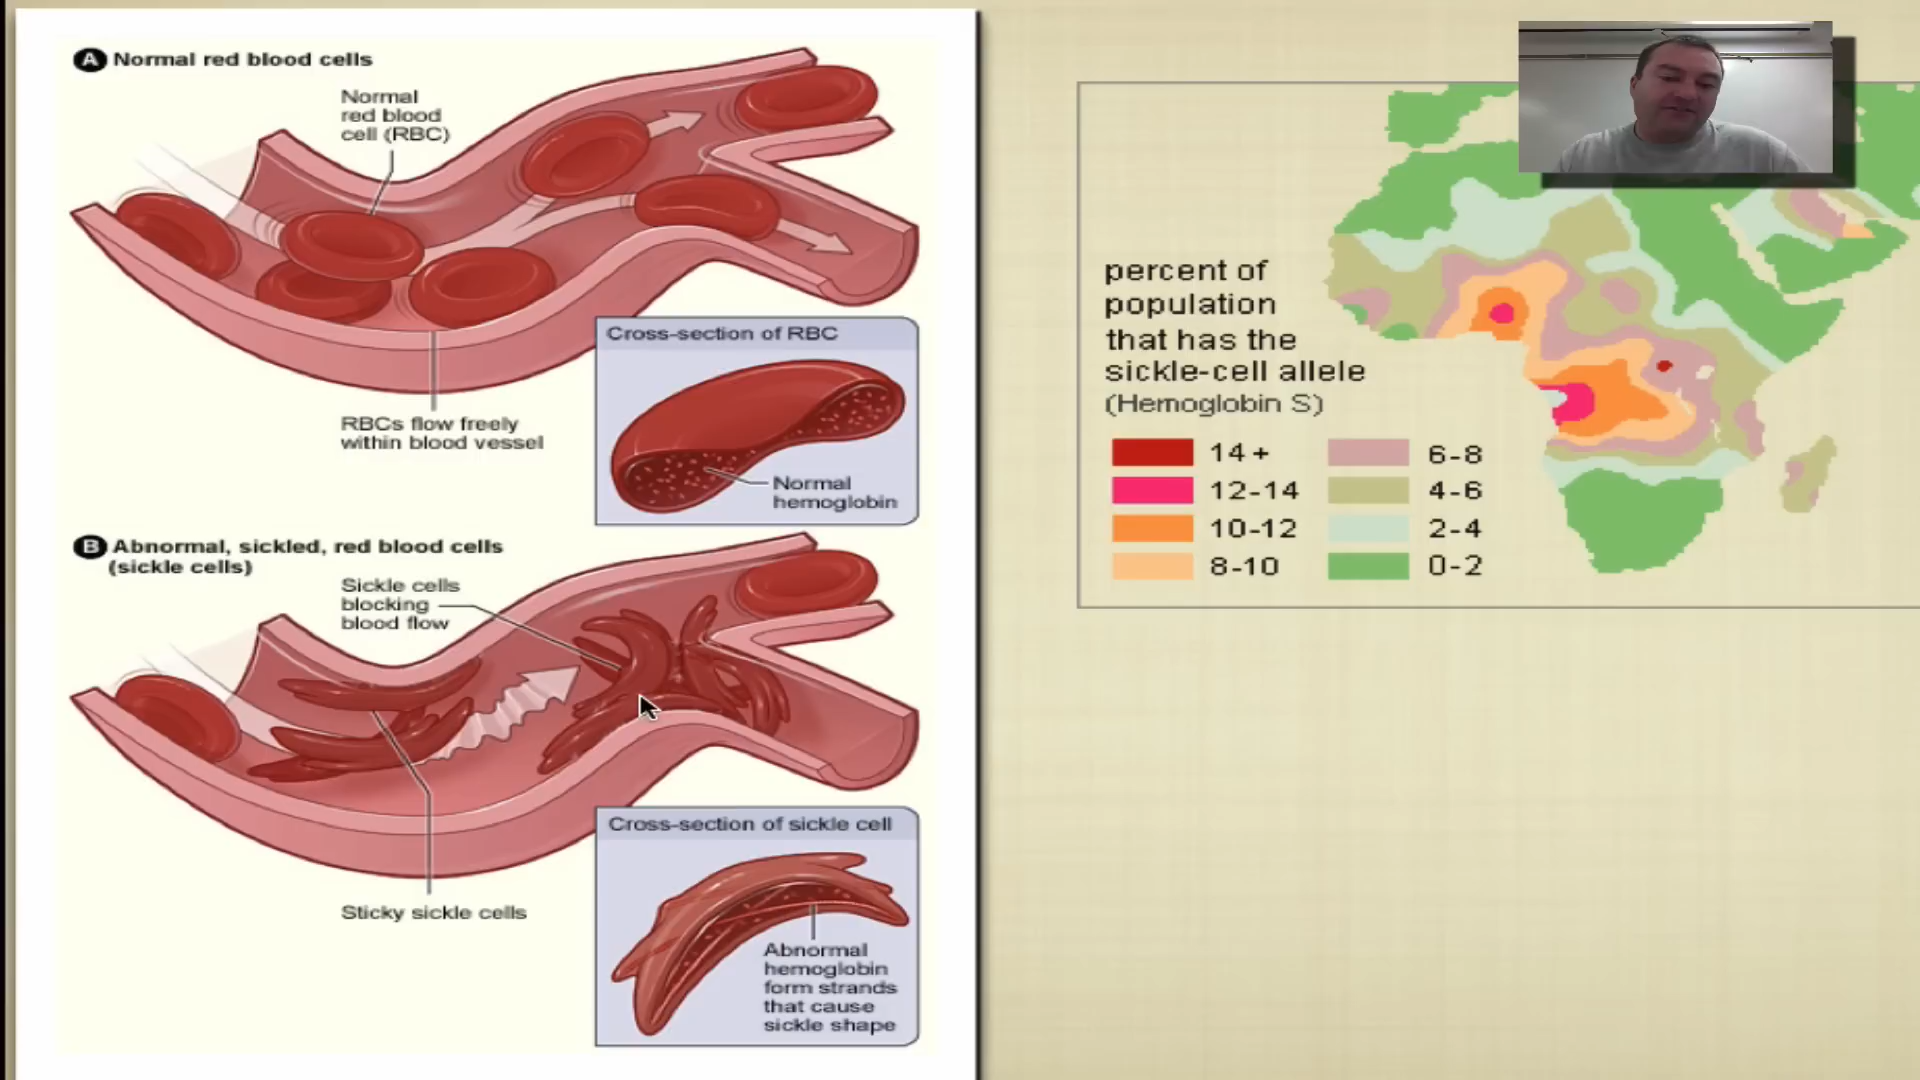 A Normal red blood cells
Normal
red blood
cell (RBC)
RBCs flow freely
within blood vessel
Cross-section of RBC
Normal
hemoglobin
B Abnormal, sickled, red blood cells
(sickle cells)
Sickle cells
blocking
blood flow
Sticky sickle cells
Cross-section of sickle cell
Abnormal
hemoglobin
form strands
that cause
sickle shape
percent of
population
that has the
sickle-cell allele
(Hemoglobin S)
14+
12-14
10-12
8-10
6-8
4-6
2-4
0-2